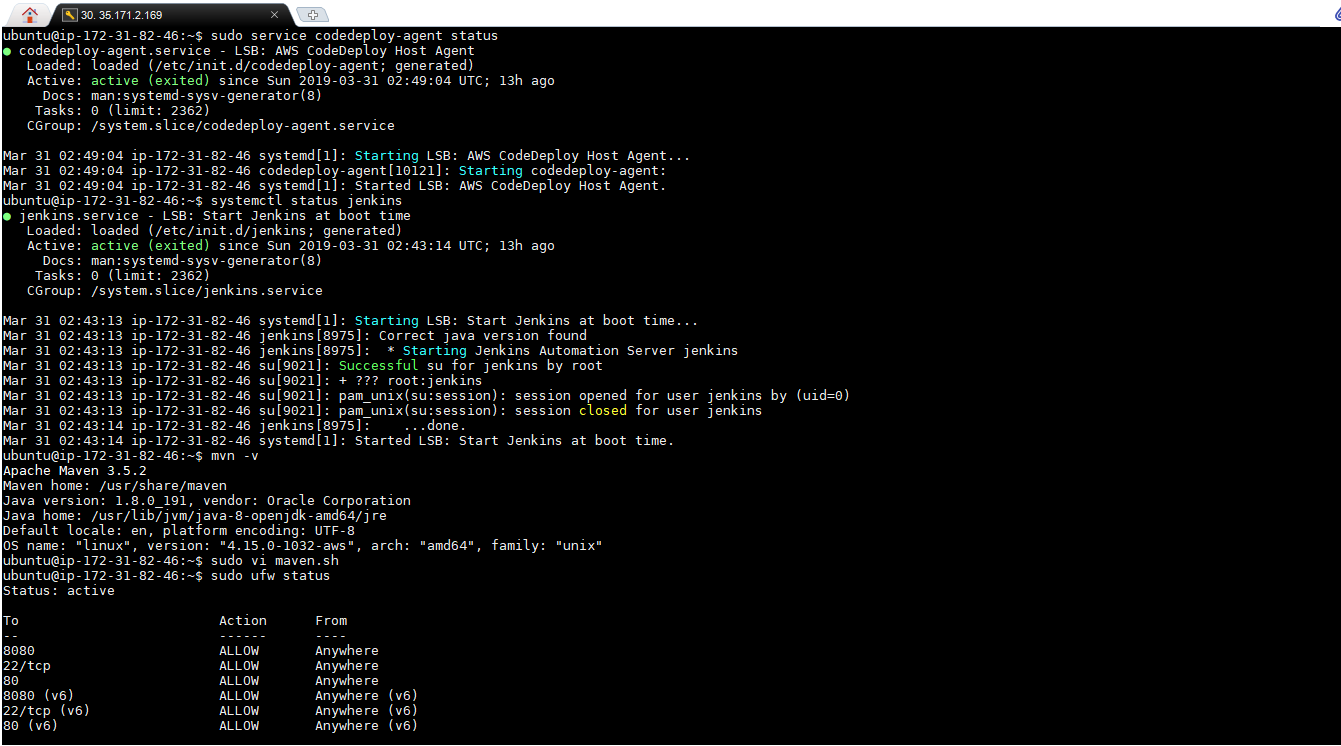 30. 35.171.2.169
ubuntu@ip-172-31-82-46:~$ sudo service codedeploy-agent status
● codedeploy-agent.service - LSB: AWS CodeDeploy Host Agent
   Loaded: loaded (/etc/init.d/codedeploy-agent; generated)
   Active: active (exited) since Sun 2019-03-31 02:49:04 UTC; 13h ago
     Docs: man:systemd-sysv-generator(8)
    Tasks: 0 (limit: 2362)
   CGroup: /system.slice/codedeploy-agent.service
Mar 31 02:49:04 ip-172-31-82-46 systemd[1]: Starting LSB: AWS CodeDeploy Host Agent...
Mar 31 02:49:04 ip-172-31-82-46 codedeploy-agent[10121]: Starting codedeploy-agent:
Mar 31 02:49:04 ip-172-31-82-46 systemd[1]: Started LSB: AWS CodeDeploy Host Agent.
ubuntu@ip-172-31-82-46:~$ systemctl status jenkins
● jenkins.service - LSB: Start Jenkins at boot time
   Loaded: loaded (/etc/init.d/jenkins; generated)
   Active: active (exited) since Sun 2019-03-31 02:43:14 UTC; 13h ago
     Docs: man:systemd-sysv-generator(8)
    Tasks: 0 (limit: 2362)
   CGroup: /system.slice/jenkins.service
Mar 31 02:43:13 ip-172-31-82-46 systemd[1]: Starting LSB: Start Jenkins at boot time...
Mar 31 02:43:13 ip-172-31-82-46 jenkins[8975]: Correct java version found
Mar 31 02:43:13 ip-172-31-82-46 jenkins[8975]:  * Starting Jenkins Automation Server jenkins
Mar 31 02:43:13 ip-172-31-82-46 su[9021]: Successful su for jenkins by root
Mar 31 02:43:13 ip-172-31-82-46 su[9021]: + ??? root:jenkins
Mar 31 02:43:13 ip-172-31-82-46 su[9021]: pam_unix(su:session): session opened for user jenkins by (uid=0)
Mar 31 02:43:13 ip-172-31-82-46 su[9021]: pam_unix(su:session): session closed for user jenkins
Mar 31 02:43:14 ip-172-31-82-46 jenkins[8975]:    ...done.
Mar 31 02:43:14 ip-172-31-82-46 systemd[1]: Started LSB: Start Jenkins at boot time.
ubuntu@ip-172-31-82-46:~$ mvn -v
Apache Maven 3.5.2
Maven home: /usr/share/maven
Java version: 1.8.0_191, vendor: Oracle Corporation
Java home: /usr/lib/jvm/java-8-openjdk-amd64/jre
Default locale: en, platform encoding: UTF-8
OS name: "linux", version: "4.15.0-1032-aws", arch: "amd64", family: "unix"
ubuntu@ip-172-31-82-46:~$ sudo vi maven.sh
ubuntu@ip-172-31-82-46:~$ sudo ufw status
Status: active
To                         Action      From
--                         ------      ----
8080                       ALLOW       Anywhere
22/tcp                     ALLOW       Anywhere
80                         ALLOW       Anywhere
8080 (v6)                  ALLOW       Anywhere (v6)
22/tcp (v6)                ALLOW       Anywhere (v6)
80 (v6)                    ALLOW       Anywhere (v6)